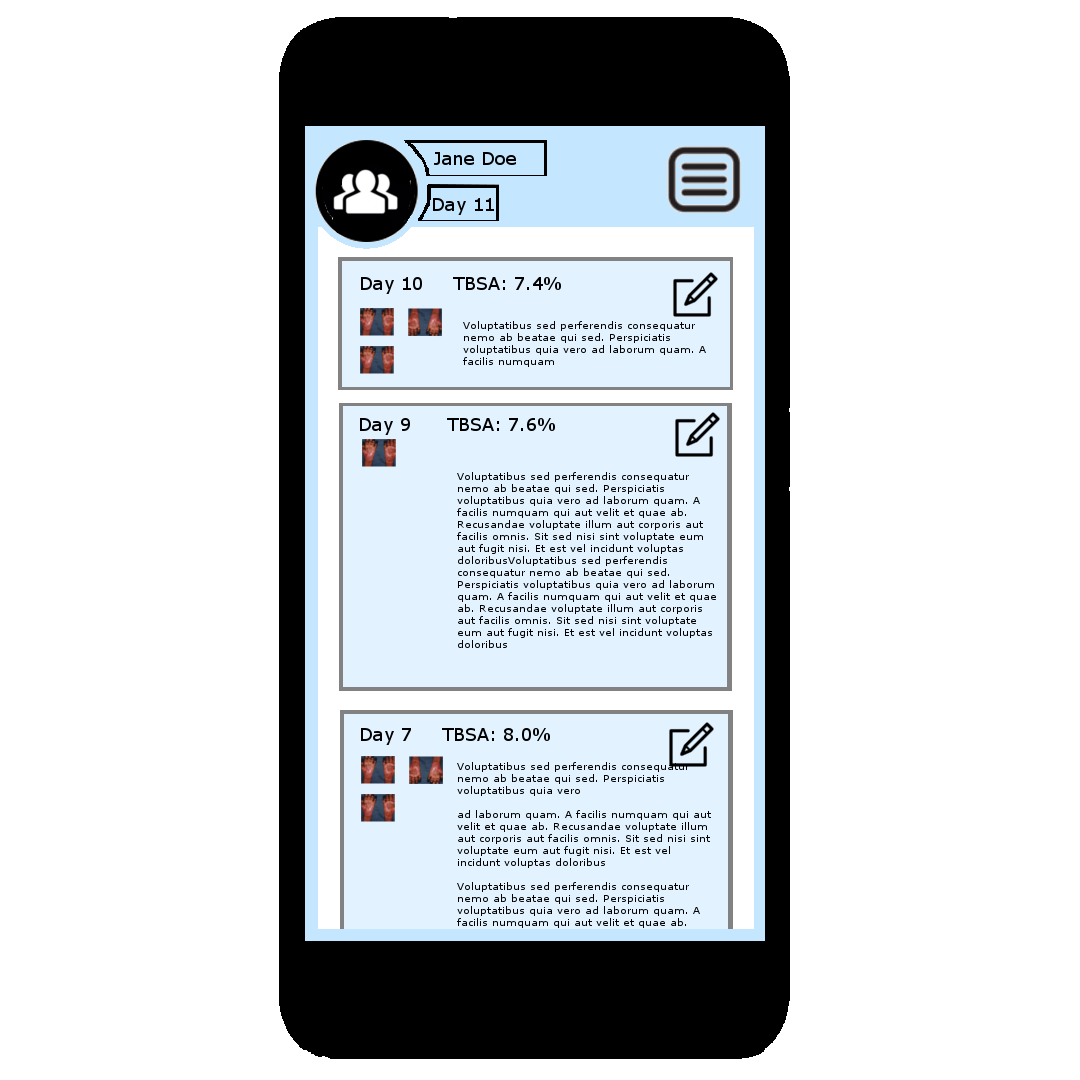 Jane Doe
Day 11
Day 10 TBSA: 7.4%
Voluptatibus sed perferendis consequatur
nemo ab beatae qui sed. Perspiciatis
voluptatibus quia vero ad laborum quam. A
facilis numquam
Day 9 TBSA: 7.6%
Voluptatibus sed perferendis consequatur
nemo ab beatae qui sed. Perspiciatis
voluptatibus quia vero ad laborum quam. A
facilis numquam qui aut velit et quae ab.
Recusandae voluptate illum aut corporis aut
facilis omnis. Sit sed nisi sint voluptate eum
aut fugit nisi. Et est vel incidunt voluptas
doloribusVoluptatibus sed perferendis
consequatur nemo ab beatae qui sed.
Perspiciatis voluptatibus quia vero ad laborum
quam. A facilis numquam qui aut velit et quae
ab. Recusandae voluptate illum aut corporis
aut facilis omnis. Sit sed nisi sint voluptate
eum aut fugit nisi. Et est vel incidunt voluptas
doloribus
Day 7 TBSA: 8.0%
Voluptatibus sed perferendis consequatur
nemo ab beatae qui sed. Perspiciatis
voluptatibus quia vero
ad laborum quam. A facilis numquam qui aut
velit et quae ab. Recusandae voluptate illum
aut corporis aut facilis omnis. Sit sed nisi sint
voluptate eum aut fugit nisi. Et est vel
incidunt voluptas doloribus
Voluptatibus sed perferendis consequatur
nemo ab beatae qui sed. Perspiciatis
voluptatibus quia vero ad laborum quam. A
facilis numquam qui aut velit et quae ab.